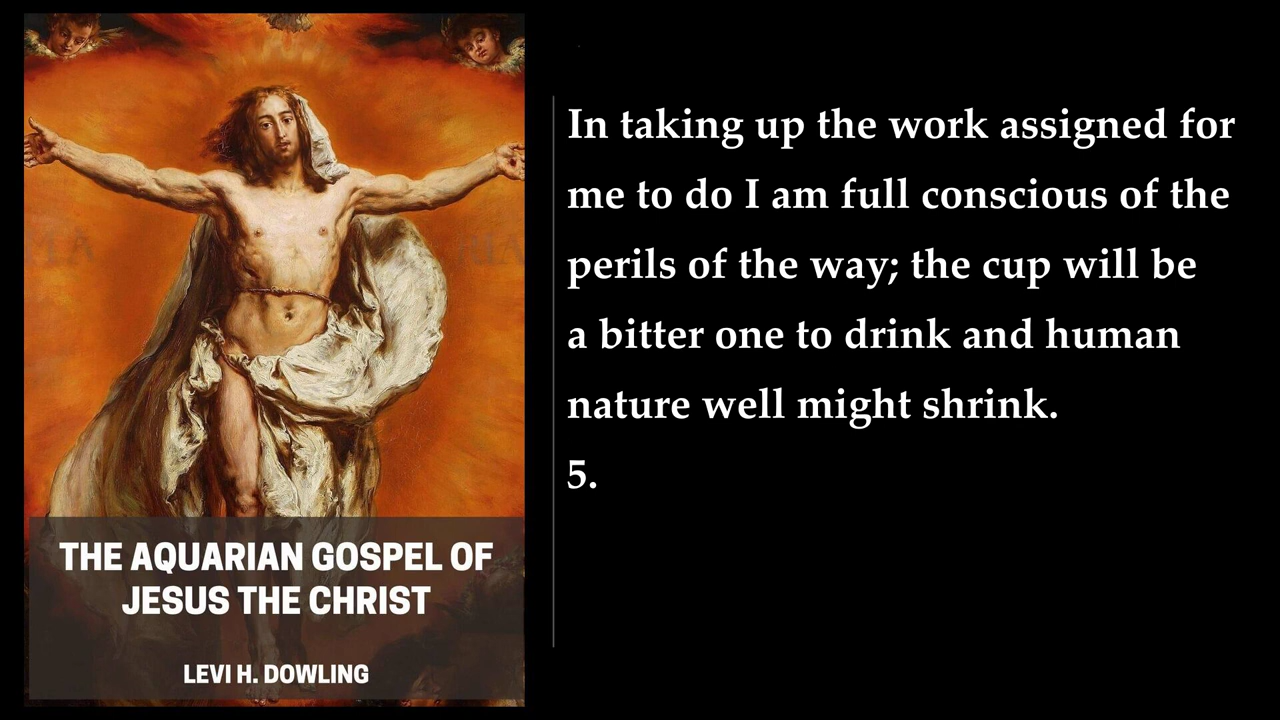 In taking up the work assigned for
me to do I am full conscious of the
perils of the way; the cup will be
a bitter one to drink and human
nature well might shrink.
5.
THE AQUARIAN GOSPEL OF
JESUS THE CHRIST
LEVI H. DOWLING